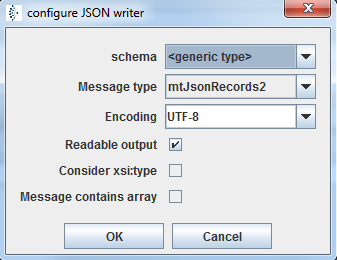 configure JSON writer
schema <generic type>
Message type mtJsonRecords2
Encoding UTF-8
Readable output
Consider xsi:type
Message contains array
OK Cancel